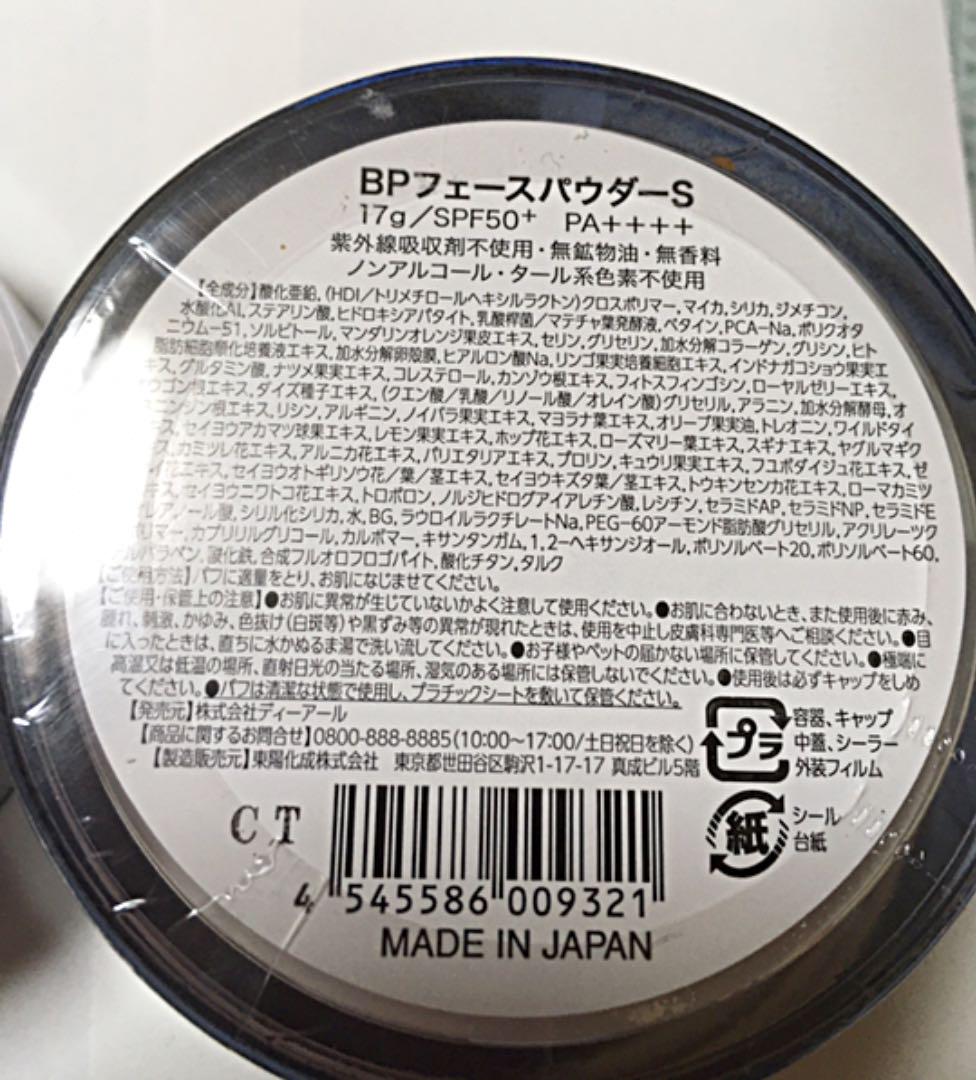 BPフェースパウダーS
17g/SPF50+ PA++++
紫外線吸収剤不使用・無鉱物油・無香料
ノンアルコール・タール系色素不使用
【全成分】酸化亜鉛,(HDI/トリメチロールヘキシルラクトン)クロスポリマー,マイカ,シリカ,ジメチコン,
水酸化Al,ステアリン酸,ヒドロキシアパタイト,乳酸桿菌/マテチャ葉発酵液,ベタイン,PCA-Na,ポリクオタ
ニウム-51,ソルビトール,マンダリンオレンジ果皮エキス,セリン,グリセリン,加水分解コラーゲン,グリシン,ヒト
脂肪細胞順化培養液エキス,加水分解卵殻膜,ヒアルロン酸Na,リンゴ果実培養細胞エキス,インドナガコショウ果実エ
キス,グルタミン酸,ナツメ果実エキス,コレステロール,カンゾウ根エキス,フィトスフィンゴシン,ローヤルゼリーエキス,
ウゴン根エキス,ダイズ種子エキス,(クエン酸/乳酸/リノール酸/オレイン酸)グリセリル,アラニン,加水分解酵母,オ
ニンジン根エキス,リシン,アルギニン,ノイバラ果実エキス,マヨラナ葉エキス,オリーブ果実油,トレオニン,ワイルドタイ
セイヨウアカマツ球果エキス,レモン果実エキス,ホップ花エキス,ローズマリー葉エキス,スギナエキス,ヤグルマギク
カミツレ花エキス,アルニカ花エキス,パリエタリアエキス,プロリン,キュウリ果実エキス,フユボダイジュ花エキス,ゼ
花エキス,セイヨウオトギリソウ花/葉/茎エキス,セイヨウキズタ葉/茎エキス,トウキンセンカ花エキス,ローマカミツ
セイヨウニワトコ花エキス,トロポロン,ノルジヒドログアイアレチン酸,レシチン,セラミドAP,セラミドNP,セラミドE
レアノール酸,シリル化シリカ,水,BG,ラウロイルラクチレートNa,PEG-60アーモンド脂肪酸グリセリル,アクリレーツク
リマー,カプリリルグリコール,カルボマー,キサンタンガム,1,2-ヘキサンジオール,ポリソルベート20,ポリソルベート60,
ルパラベン,酸化鉄,合成フルオロフロゴパイト,酸化チタン,タルク
【ご使用方法】パフに適量をとり、お肌になじませてください。
【ご使用・保管上の注意】●お肌に異常が生じていないかよく注意して使用ください。●お肌に合わないとき、また使用後に赤み、
腫れ、刺激、かゆみ、色抜け(白斑等)や黒ずみ等の異常が現れたときは、使用を中止し皮膚科専門医等へご相談ください。●目
に入ったときは、直ちに水かぬるま湯で洗い流してください。●お子様やペットの届かない場所に保管してください。●極端に
高温又は低温の場所、直射日光の当たる場所、湿気のある場所には保管しないでください。●使用後は必ずキャップをしめ
てください。●パフは清潔な状態で使用し、プラチックシートを敷いて保管ください。
【発売元】株式会社ディーアール
【商品に関するお問合せ】0800-888-8885(10:00～17:00/土日祝日を除く)
【製造販売元】東陽化成株式会社 東京都世田谷区駒沢1-17-17 真成ビル5階
プラ
容器、キャップ
中蓋、シーラー
外装フィルム
紙
シール
台紙
CT
4 545586 009321
MADE IN JAPAN